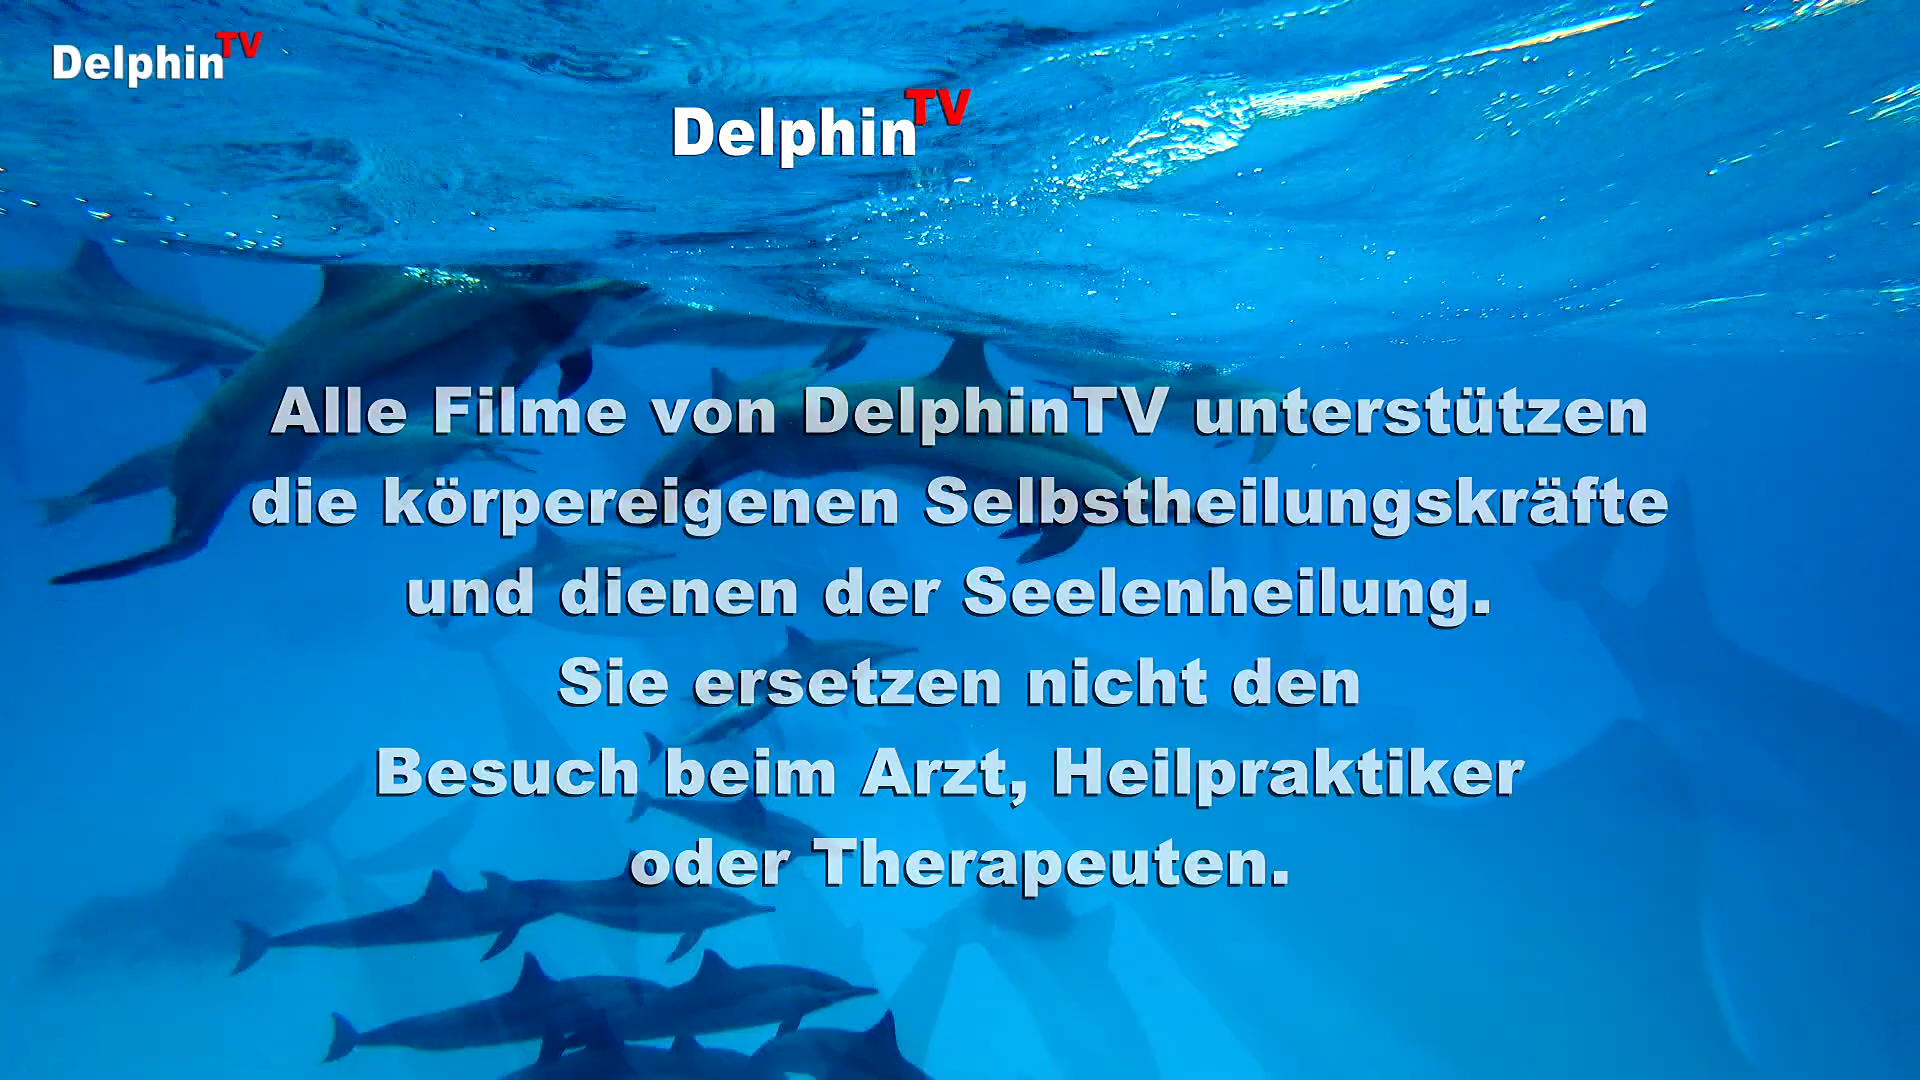 DelphinTV
DelphinTV
Alle Filme von DelphinTV unterstützen
die körpereigenen Selbstheilungskräfte
und dienen der Seelenheilung.
Sie ersetzen nicht den
Besuch beim Arzt, Heilpraktiker
oder Therapeuten.